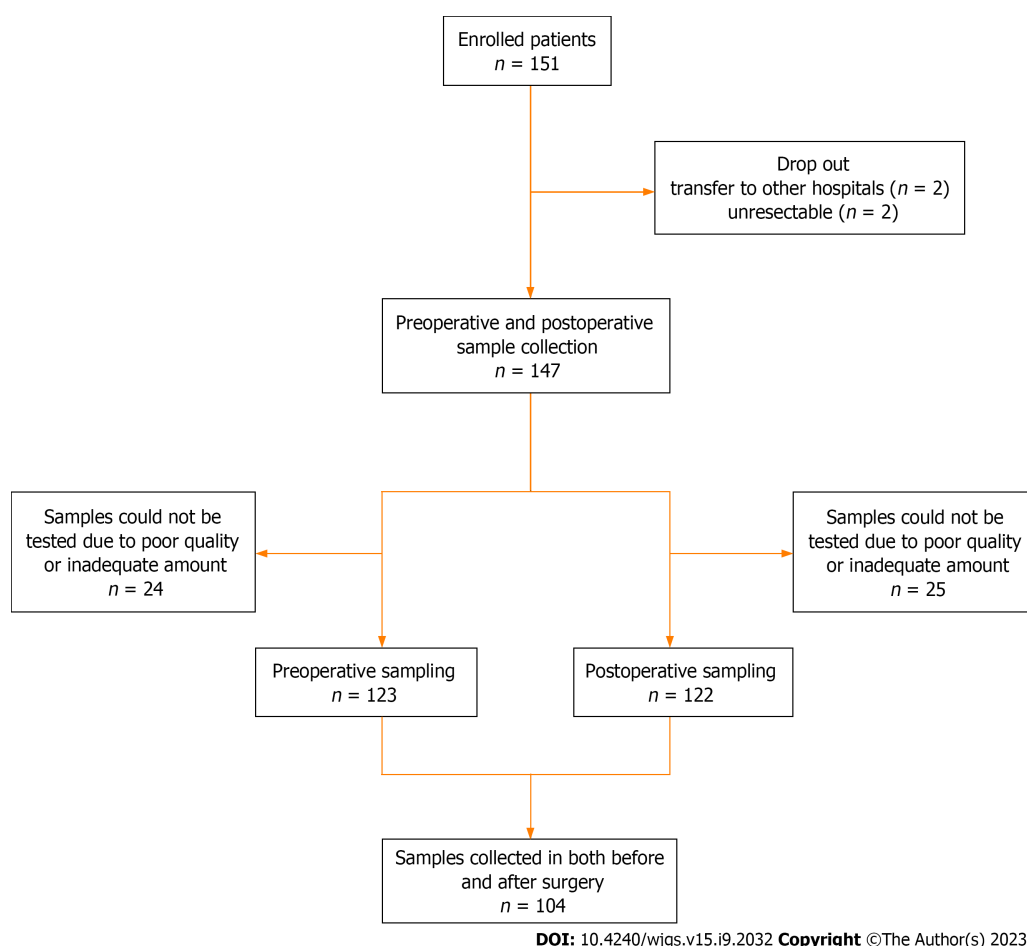 Enrolled patients
n = 151
Drop out
transfer to other hospitals (n = 2)
unresectable (n = 2)
Preoperative and postoperative
sample collection
n = 147
Samples could not be
tested due to poor quality
or inadequate amount
n = 24
Samples could not be
tested due to poor quality
or inadequate amount
n = 25
Preoperative sampling
n = 123
Postoperative sampling
n = 122
Samples collected in both before
and after surgery
n = 104
DOI: 10.4240/wjgs.v15.i9.2032 Copyright ©The Author(s) 2023